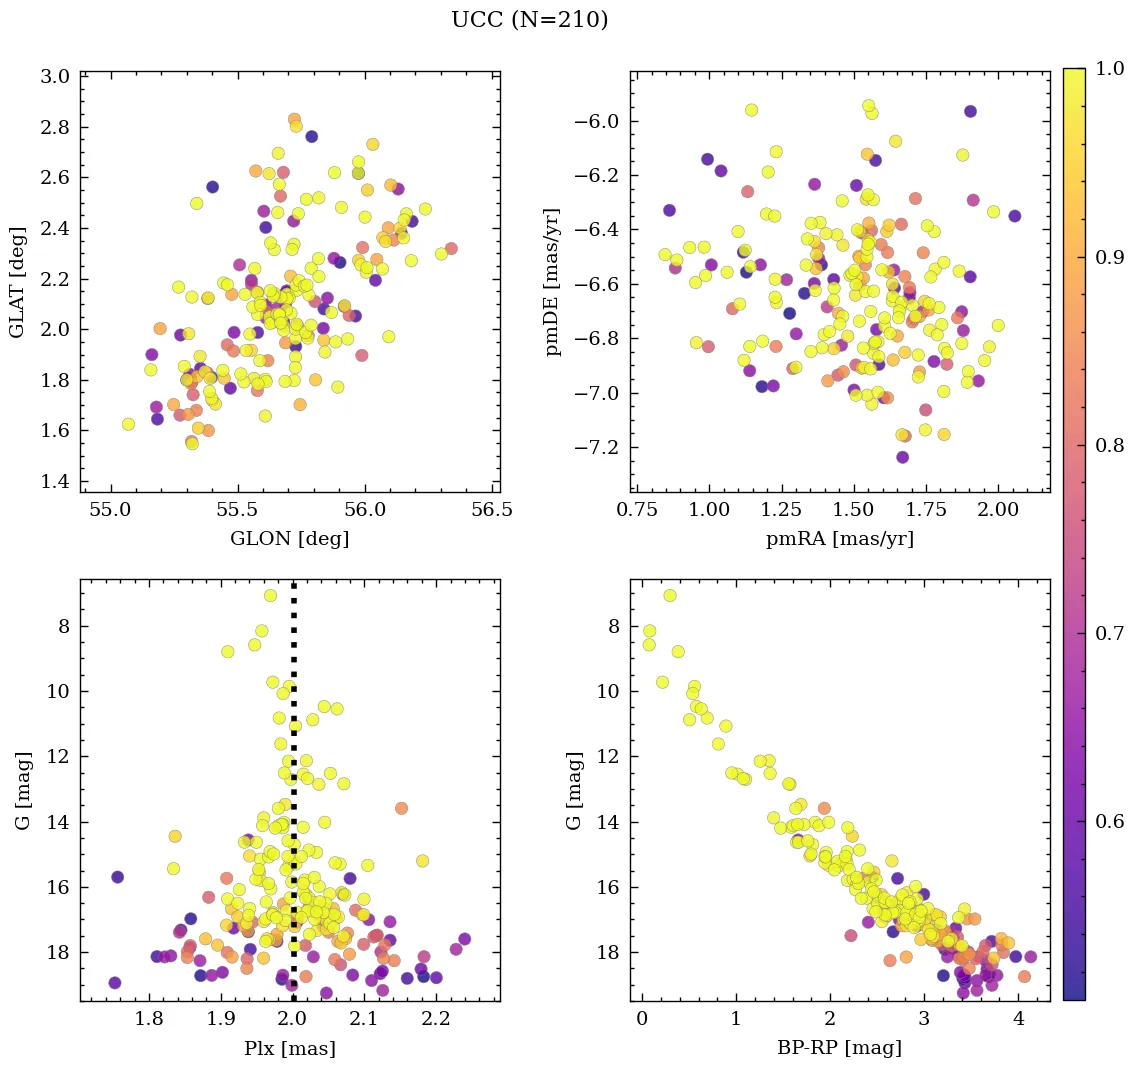 UCC (N=210)
3.0
2.8
2.6
2.4
2.2
2.0
1.8
1.6
1.4
GLAT [deg]
55.0 55.5 56.0 56.5
GLON [deg]
−6.0
−6.2
−6.4
−6.6
−6.8
−7.0
−7.2
pmDE [mas/yr]
0.75 1.00 1.25 1.50 1.75 2.00
pmRA [mas/yr]
1.0
0.9
0.8
0.7
0.6
8
10
12
14
16
18
G [mag]
1.8 1.9 2.0 2.1 2.2
Plx [mas]
8
10
12
14
16
18
G [mag]
0 1 2 3 4
BP-RP [mag]